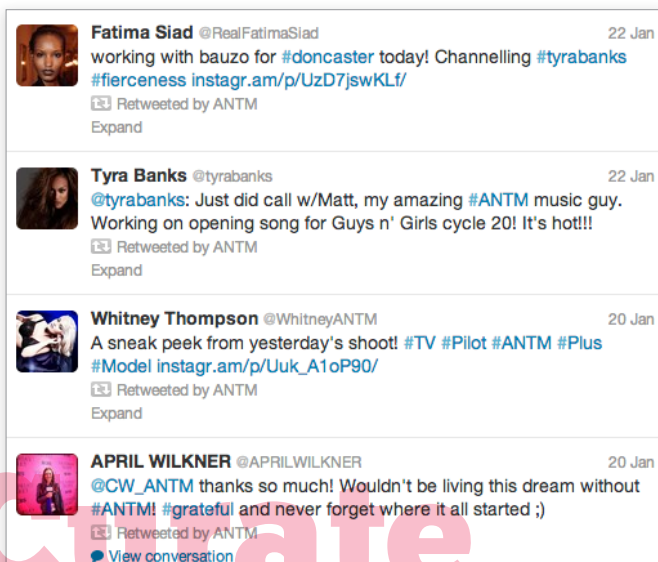 Fatima Siad @RealFatimaSiad 22 Jan
working with bauzo for #doncaster today! Channelling #tyrabanks
#fierceness instagr.am/p/UzD7jswKLf/
Retweeted by ANTM
Expand
Tyra Banks @tyrabanks 22 Jan
@tyrabanks: Just did call w/Matt, my amazing #ANTM music guy.
Working on opening song for Guys n' Girls cycle 20! It's hot!!!
Retweeted by ANTM
Expand
Whitney Thompson @WhitneyANTM 20 Jan
A sneak peek from yesterday's shoot! #TV #Pilot #ANTM #Plus
#Model instagr.am/p/Uuk_A1oP90/
Retweeted by ANTM
Expand
APRIL WILKNER @APRILWILKNER 20 Jan
@CW_ANTM thanks so much! Wouldn't be living this dream without
#ANTM! #grateful and never forget where it all started ;)
Retweeted by ANTM
View conversation
Curate